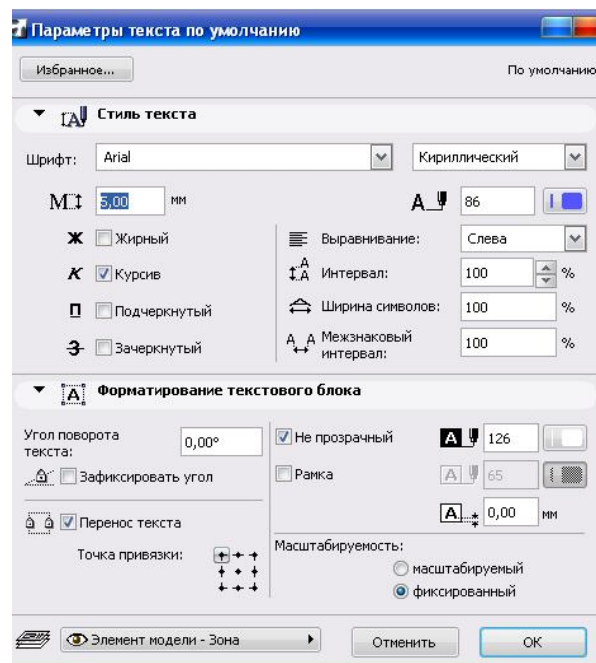 Параметры текста по умолчанию
Избранное... По умолчанию
Стиль текста
Шрифт: Arial Кириллический
M 5,00 мм A 86
Ж Жирный Выравнивание: Слева
К Курсив A A Интервал: 100 %
П Подчеркнутый Ширина символов: 100 %
З Зачеркнутый A A Межзнаковый интервал: 100 %
A Форматирование текстового блока
Угол поворота текста: 0,00° Не прозрачный A 126
Зафиксировать угол Рамка A 65
Перенос текста A 0,00 мм
Точка привязки: Масштабируемость:
масштабируемый
фиксированный
Элемент модели - Зона Отменить OK